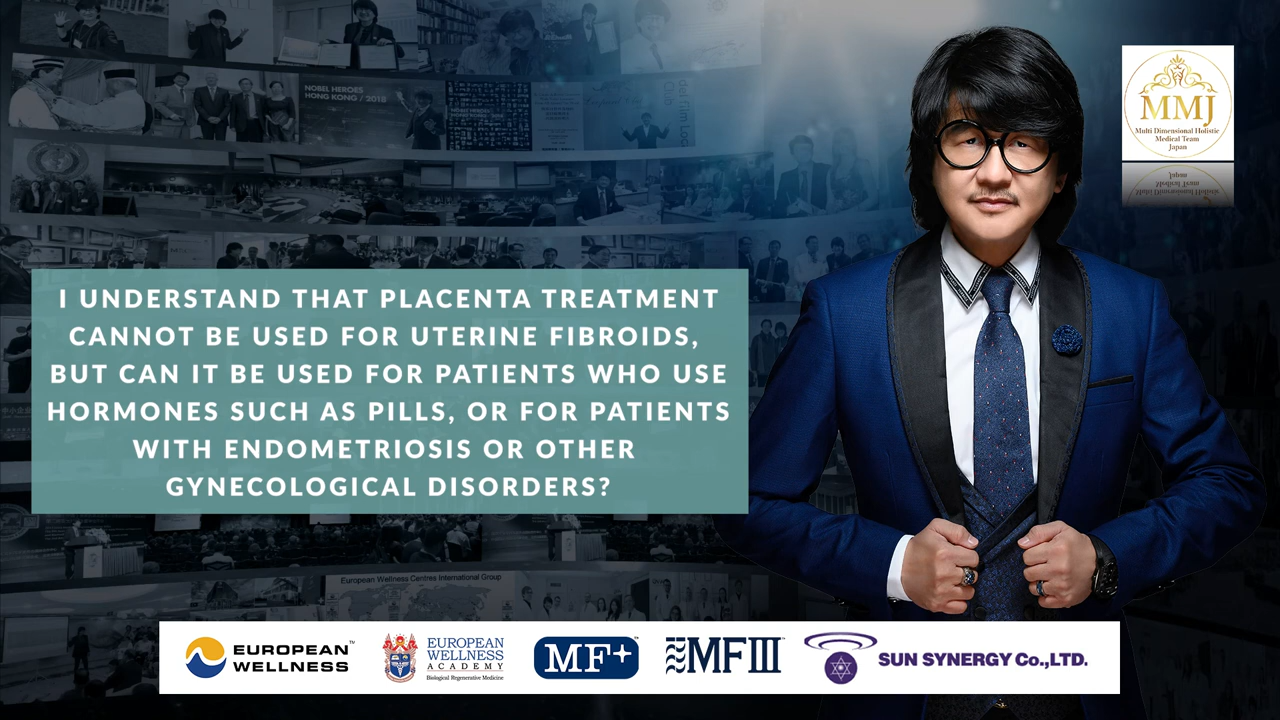 NOBEL HEROES
HONG KONG / 2018
MMJ
Multi Dimensional Holistic
Medical Team
Japan
I UNDERSTAND THAT PLACENTA TREATMENT
CANNOT BE USED FOR UTERINE FIBROIDS,
BUT CAN IT BE USED FOR PATIENTS WHO USE
HORMONES SUCH AS PILLS, OR FOR PATIENTS
WITH ENDOMETRIOSIS OR OTHER
GYNECOLOGICAL DISORDERS?
European Wellness Centres International Group
EUROPEAN™
WELLNESS
EUROPEAN
WELLNESS
ACADEMY
Biological Regenerative Medicine
MF+™
MFIII™
SUN SYNERGY Co.,LTD.